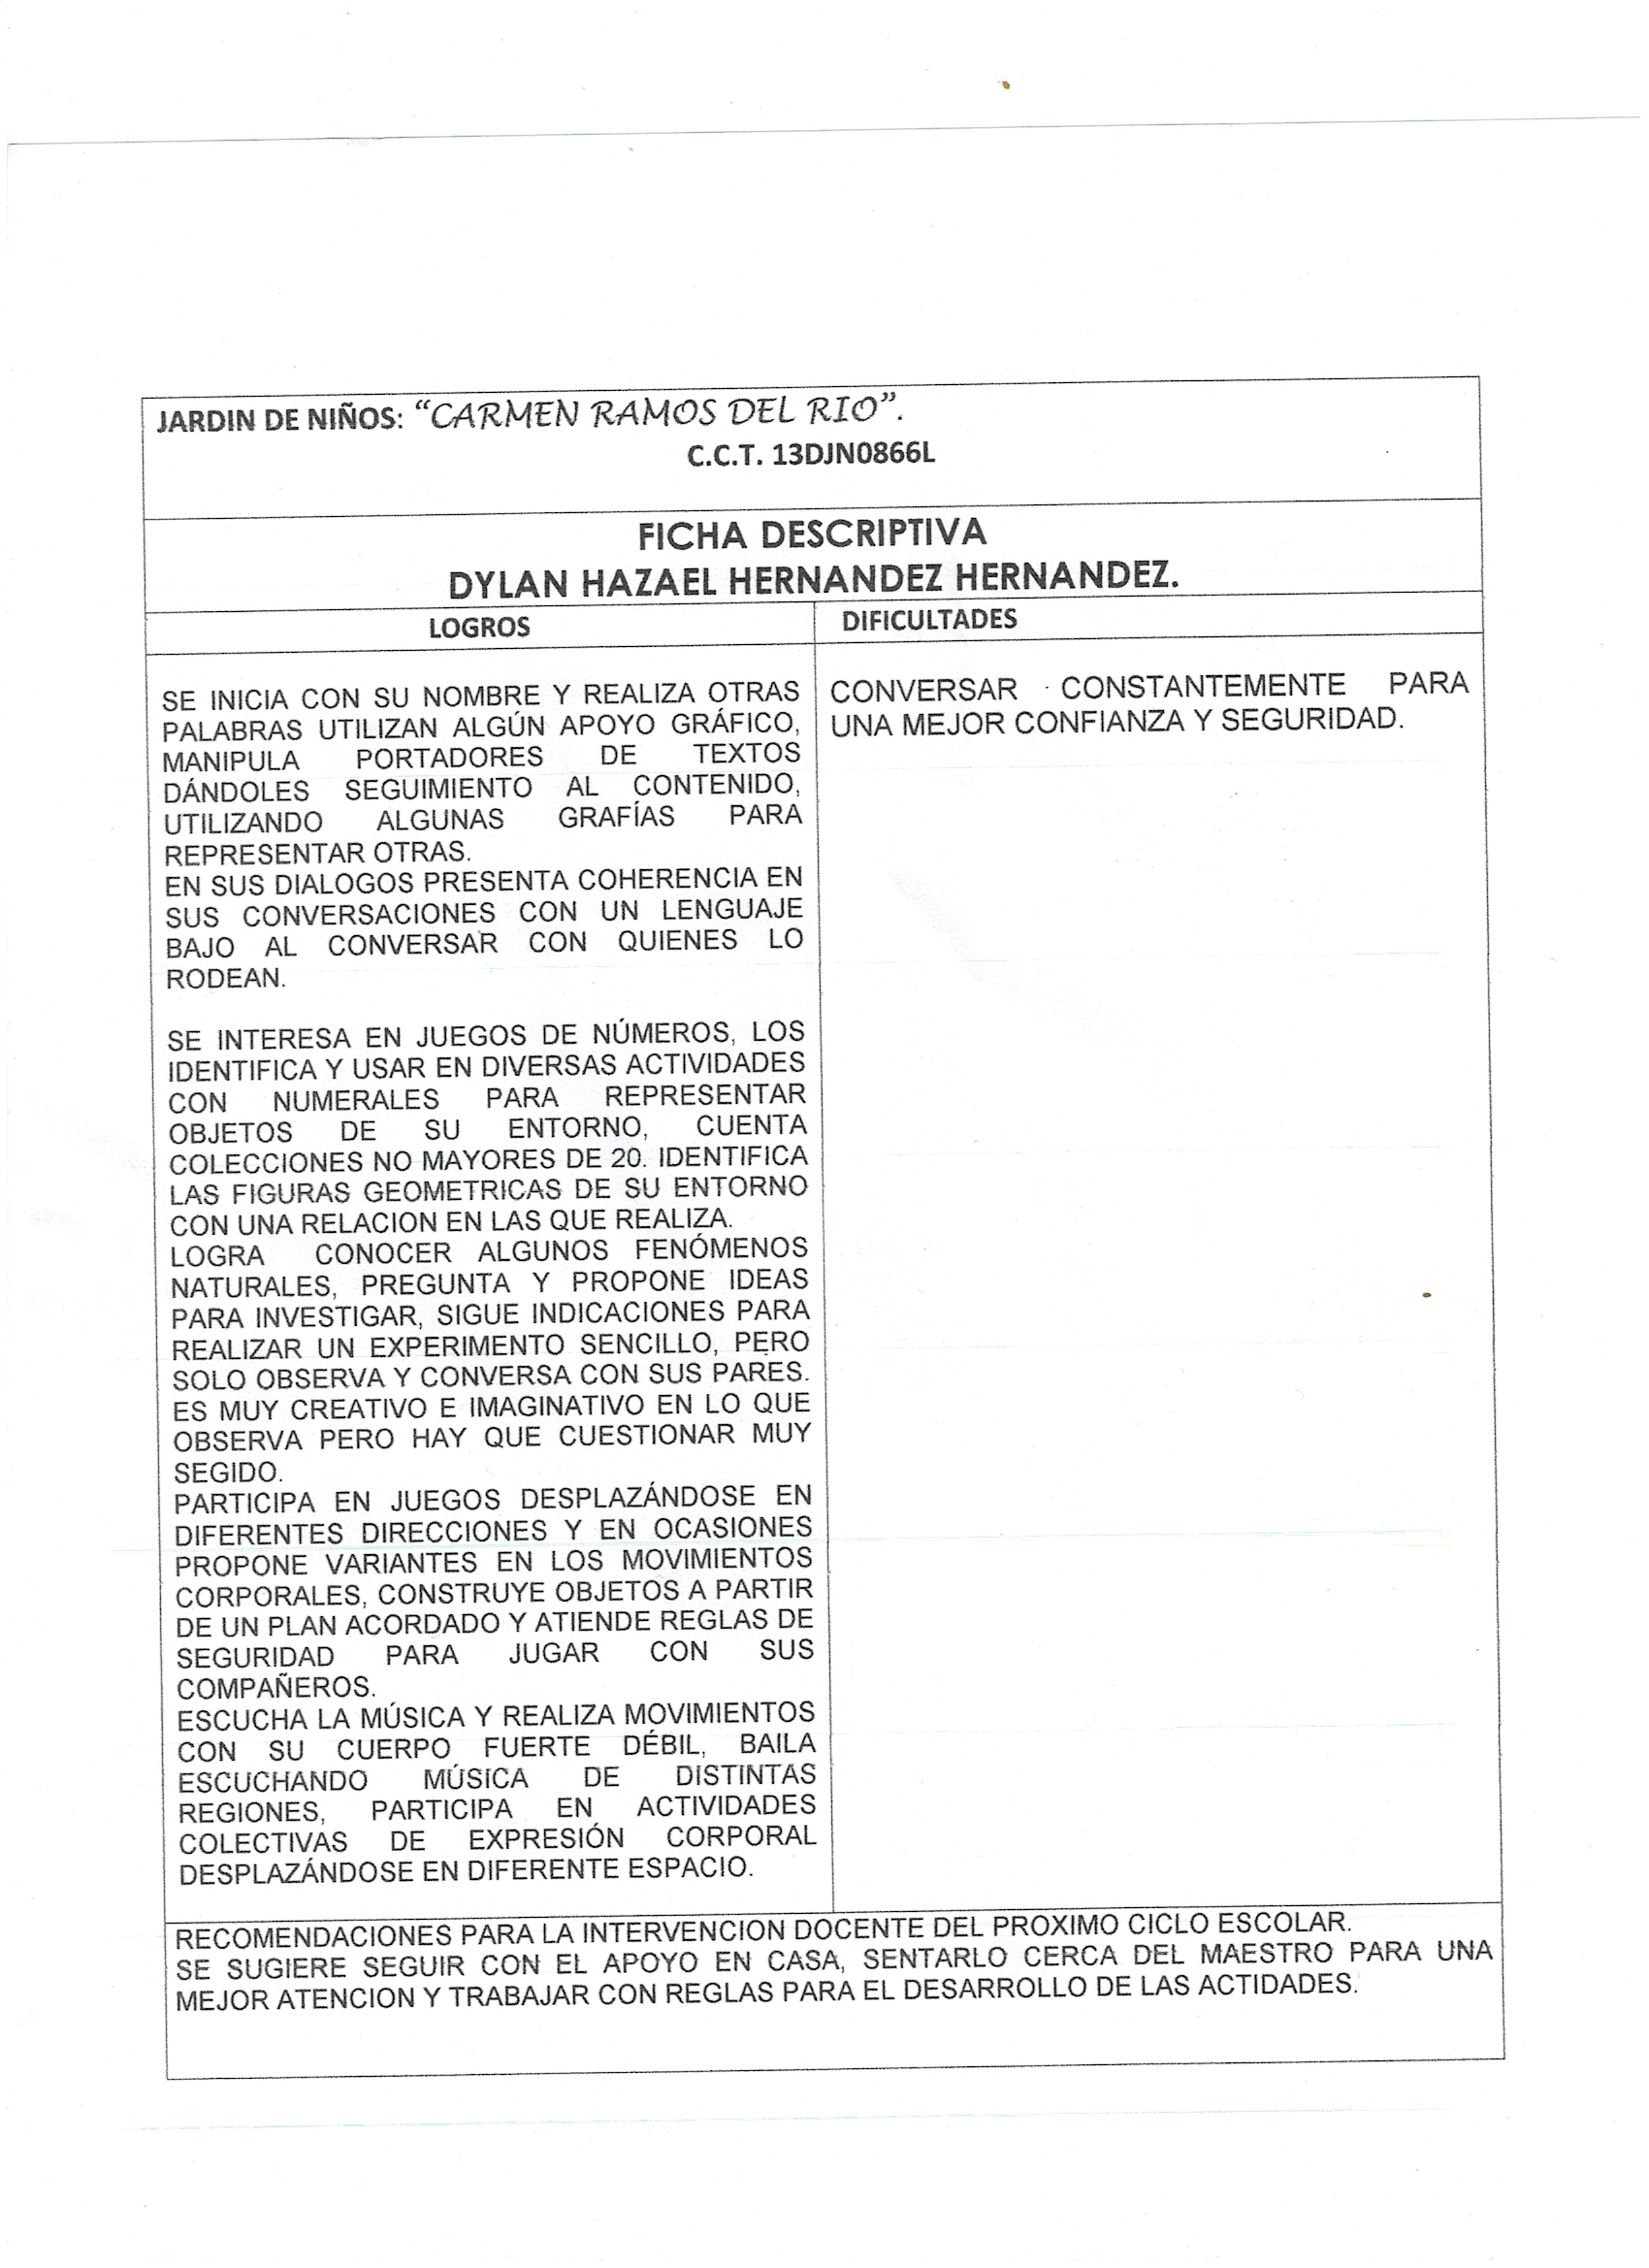 JARDIN DE NIÑOS: “CARMEN RAMOS DEL RIO”.
C.C.T. 13DJN0866L
FICHA DESCRIPTIVA
DYLAN HAZAEL HERNANDEZ HERNANDEZ.
LOGROS
SE INICIA CON SU NOMBRE Y REALIZA OTRAS
PALABRAS UTILIZAN ALGÚN APOYO GRÁFICO,
MANIPULA PORTADORES DE TEXTOS
DÁNDOLES SEGUIMIENTO AL CONTENIDO,
UTILIZANDO ALGUNAS GRAFÍAS PARA
REPRESENTAR OTRAS.
EN SUS DIALOGOS PRESENTA COHERENCIA EN
SUS CONVERSACIONES CON UN LENGUAJE
BAJO AL CONVERSAR CON QUIENES LO
RODEAN.
SE INTERESA EN JUEGOS DE NÚMEROS, LOS
IDENTIFICA Y USAR EN DIVERSAS ACTIVIDADES
CON NUMERALES PARA REPRESENTAR
OBJETOS DE SU ENTORNO, CUENTA
COLECCIONES NO MAYORES DE 20. IDENTIFICA
LAS FIGURAS GEOMETRICAS DE SU ENTORNO
CON UNA RELACION EN LAS QUE REALIZA.
LOGRA CONOCER ALGUNOS FENÓMENOS
NATURALES, PREGUNTA Y PROPONE IDEAS
PARA INVESTIGAR, SIGUE INDICACIONES PARA
REALIZAR UN EXPERIMENTO SENCILLO, PERO
SOLO OBSERVA Y CONVERSA CON SUS PARES.
ES MUY CREATIVO E IMAGINATIVO EN LO QUE
OBSERVA PERO HAY QUE CUESTIONAR MUY
SEGIDO.
PARTICIPA EN JUEGOS DESPLAZÁNDOSE EN
DIFERENTES DIRECCIONES Y EN OCASIONES
PROPONE VARIANTES EN LOS MOVIMIENTOS
CORPORALES, CONSTRUYE OBJETOS A PARTIR
DE UN PLAN ACORDADO Y ATIENDE REGLAS DE
SEGURIDAD PARA JUGAR CON SUS
COMPAÑEROS.
ESCUCHA LA MÚSICA Y REALIZA MOVIMIENTOS
CON SU CUERPO FUERTE DÉBIL, BAILA
ESCUCHANDO MÚSICA DE DISTINTAS
REGIONES, PARTICIPA EN ACTIVIDADES
COLECTIVAS DE EXPRESIÓN CORPORAL
DESPLAZÁNDOSE EN DIFERENTE ESPACIO.
DIFICULTADES
CONVERSAR CONSTANTEMENTE PARA
UNA MEJOR CONFIANZA Y SEGURIDAD.
RECOMENDACIONES PARA LA INTERVENCION DOCENTE DEL PROXIMO CICLO ESCOLAR.
SE SUGIERE SEGUIR CON EL APOYO EN CASA, SENTARLO CERCA DEL MAESTRO PARA UNA
MEJOR ATENCION Y TRABAJAR CON REGLAS PARA EL DESARROLLO DE LAS ACTIDADES.